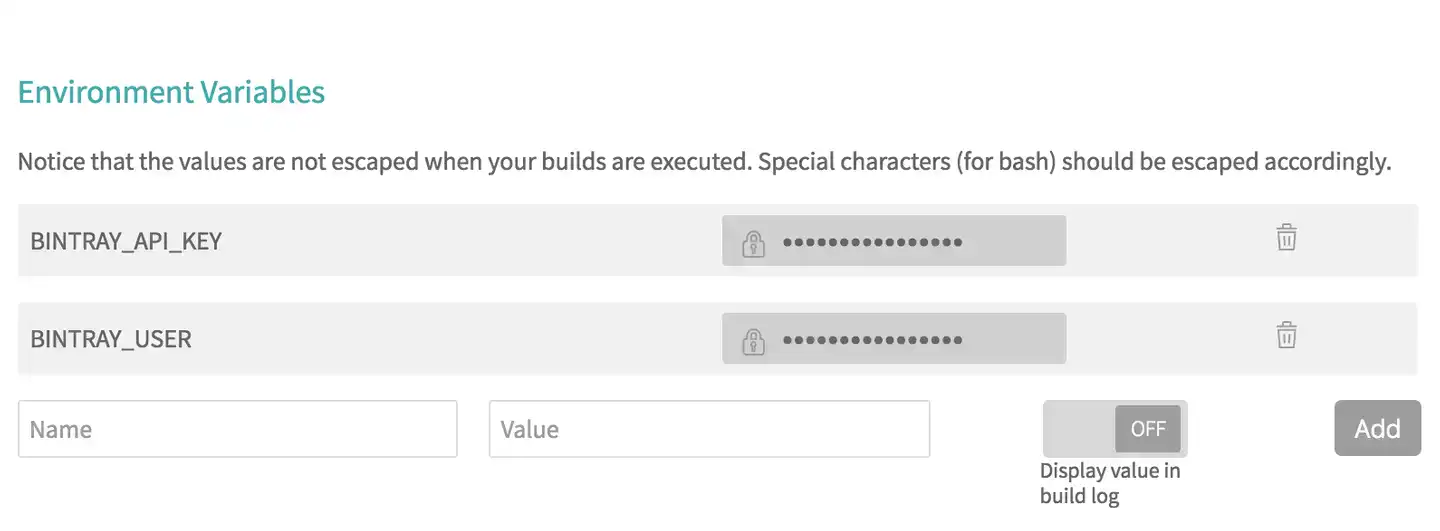 Environment Variables
Notice that the values are not escaped when your builds are executed. Special characters (for bash) should be escaped accordingly.
BINTRAY_API_KEY ••••••••••••••••
BINTRAY_USER ••••••••••••••••
Name Value OFF Add
Display value in
build log